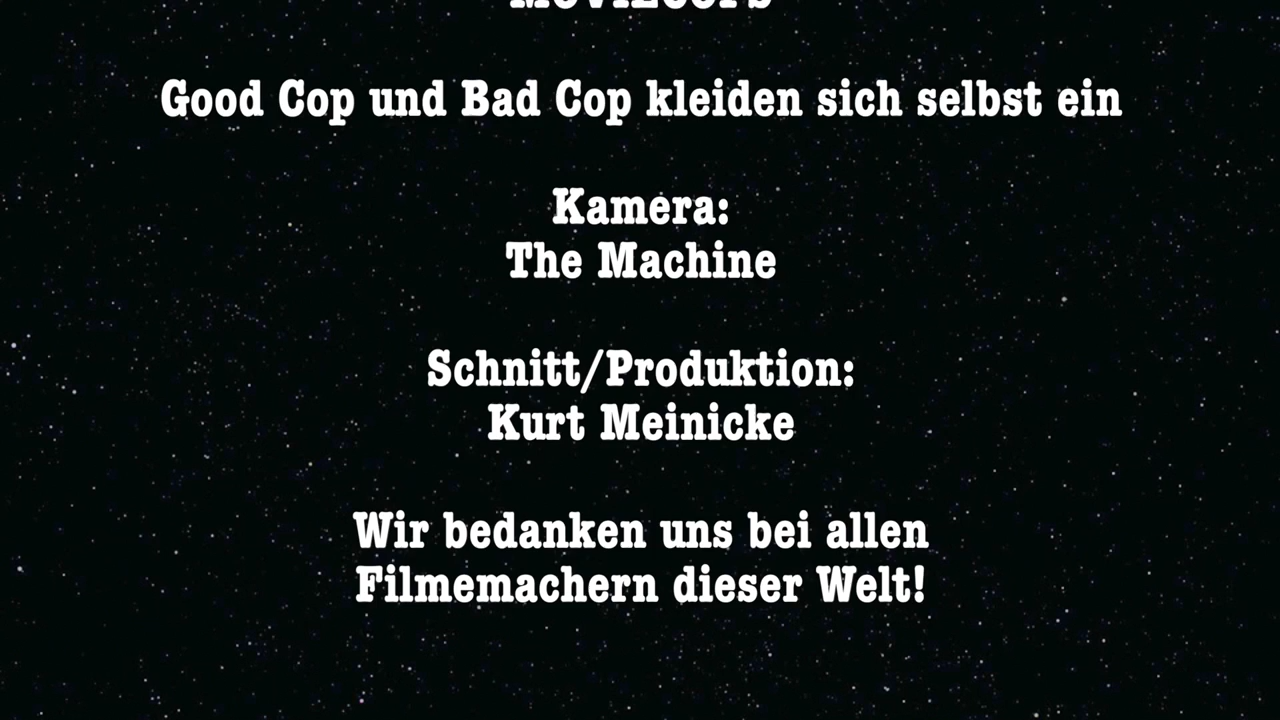 Good Cop und Bad Cop kleiden sich selbst ein
Kamera:
The Machine
Schnitt/Produktion:
Kurt Meinicke
Wir bedanken uns bei allen
Filmemachern dieser Welt!